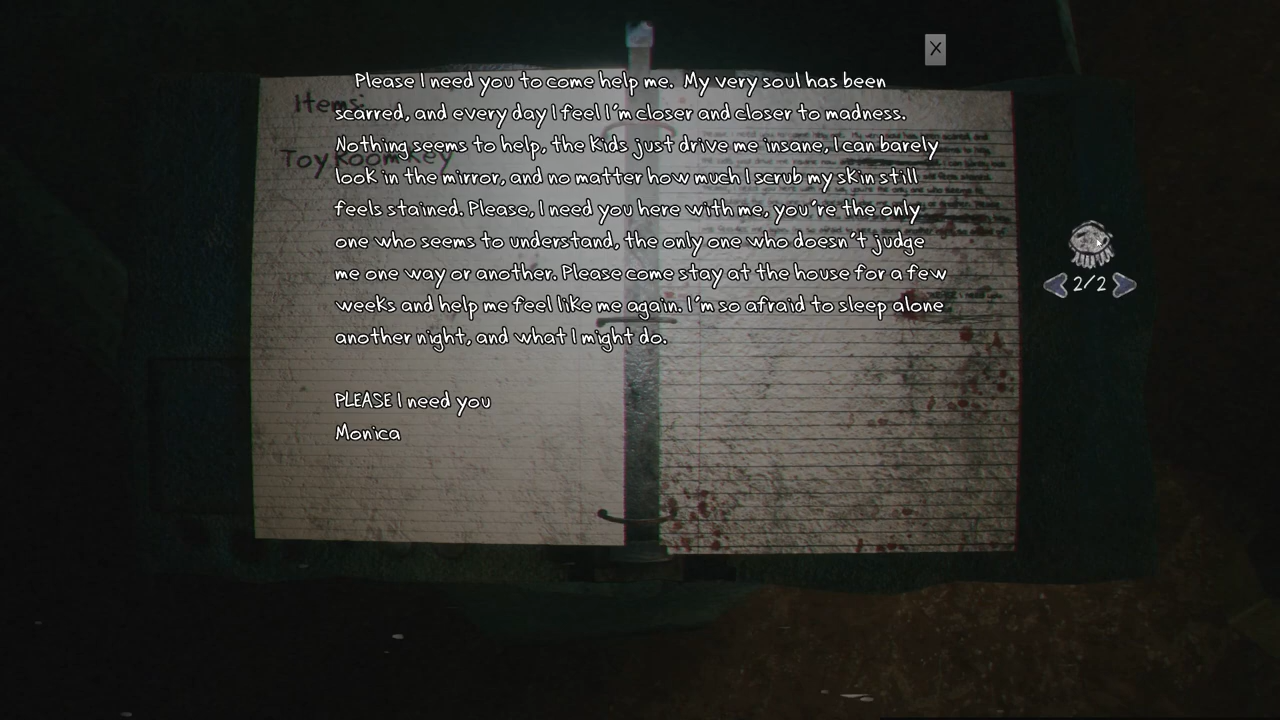 X
Please I need you to come help me. My very soul has been
scarred, and every day I feel I'm closer and closer to madness.
Nothing seems to help, the kids just drive me insane, I can barely
look in the mirror, and no matter how much I scrub my skin still
feels stained. Please, I need you here with me, you're the only
one who seems to understand, the only one who doesn't judge
me one way or another. Please come stay at the house for a few
weeks and help me feel like me again. I'm so afraid to sleep alone
another night, and what I might do.
PLEASE I need you
Monica
Items:
Toy Room Key
2/2